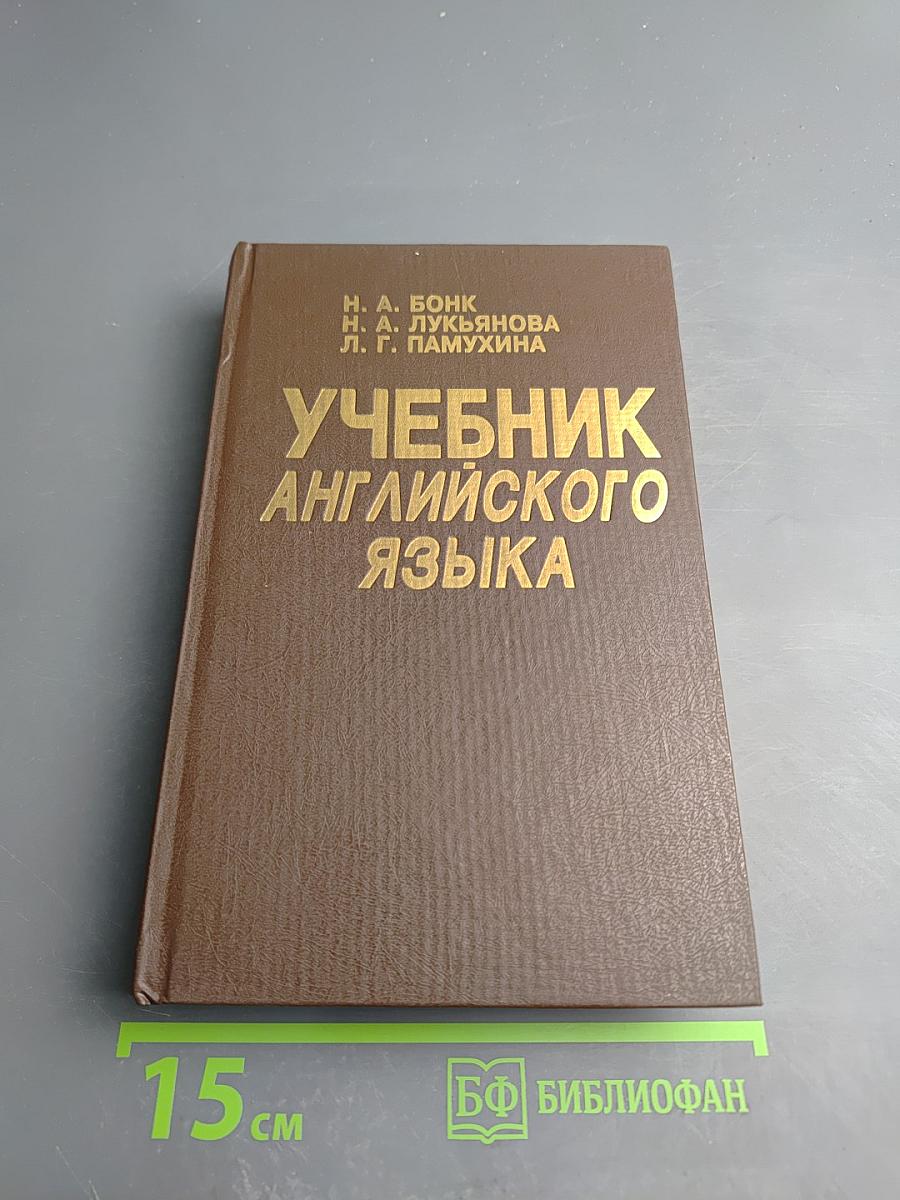 Н. А. БОНК
Н. А. ЛУКЬЯНОВА
Л. Г. ПАМУХИНА
УЧЕБНИК
АНГЛИЙСКОГО
ЯЗЫКА
15 см
БФ БИБЛИОФАН